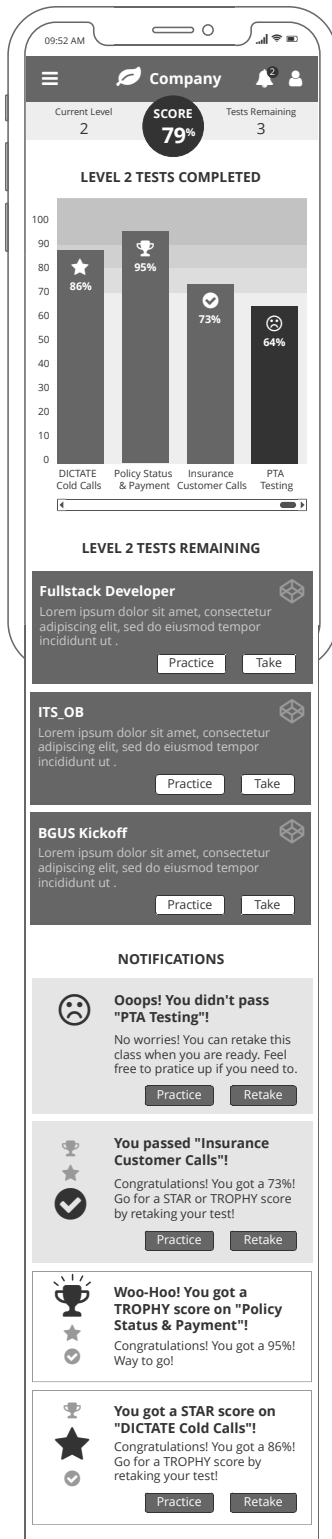 09:52 AM
Company
2
Current Level
2
SCORE
79%
Tests Remaining
3
LEVEL 2 TESTS COMPLETED
100
90
80
70
60
50
40
30
20
10
0
86%
95%
73%
64%
DICTATE
Cold Calls
Policy Status
& Payment
Insurance
Customer Calls
PTA
Testing
LEVEL 2 TESTS REMAINING
Fullstack Developer
Lorem ipsum dolor sit amet, consectetur
adipiscing elit, sed do eiusmod tempor
incididunt ut .
Practice Take
ITS_OB
Lorem ipsum dolor sit amet, consectetur
adipiscing elit, sed do eiusmod tempor
incididunt ut .
Practice Take
BGUS Kickoff
Lorem ipsum dolor sit amet, consectetur
adipiscing elit, sed do eiusmod tempor
incididunt ut .
Practice Take
NOTIFICATIONS
Ooops! You didn't pass
"PTA Testing"!
No worries! You can retake this
class when you are ready. Feel
free to pratice up if you need to.
Practice Retake
You passed "Insurance
Customer Calls"!
Congratulations! You got a 73%!
Go for a STAR or TROPHY score
by retaking your test!
Practice Retake
Woo-Hoo! You got a
TROPHY score on "Policy
Status & Payment"!
Congratulations! You got a 95%!
Way to go!
You got a STAR score on
"DICTATE Cold Calls"!
Congratulations! You got a 86%!
Go for a TROPHY score by
retaking your test!
Practice Retake